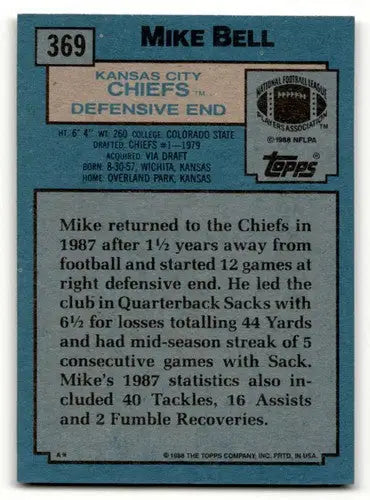 369
MIKE BELL
KANSAS CITY
CHIEFS TM
DEFENSIVE END
NATIONAL FOOTBALL LEAGUE
PLAYERS ASSOCIATION
© 1988 NFLPA
TOPPS®
HT. 6' 4" WT. 260 COLLEGE: COLORADO STATE
DRAFTED: CHIEFS #1—1979
ACQUIRED: VIA DRAFT
BORN: 8-30-57, WICHITA, KANSAS
HOME: OVERLAND PARK, KANSAS
Mike returned to the Chiefs in
1987 after 1½ years away from
football and started 12 games at
right defensive end. He led the
club in Quarterback Sacks with
6½ for losses totalling 44 Yards
and had mid-season streak of 5
consecutive games with Sack.
Mike's 1987 statistics also in-
cluded 40 Tackles, 16 Assists
and 2 Fumble Recoveries.
A*
© 1988 THE TOPPS COMPANY, INC. PRTD. IN U.S.A.